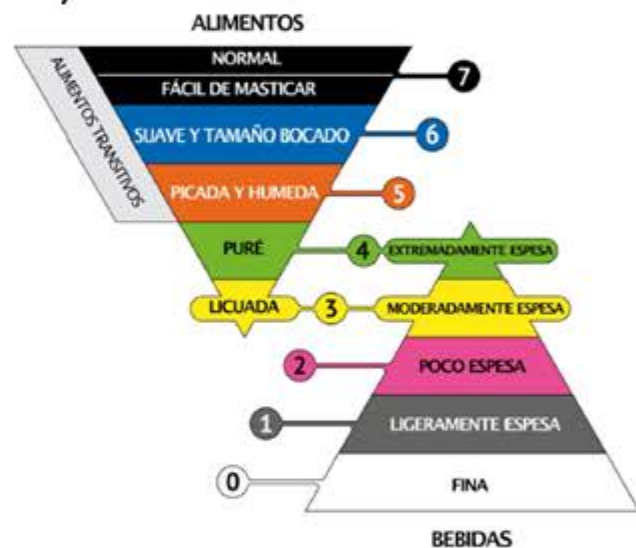 ALIMENTOS
NORMAL
FÁCIL DE MASTICAR
7
ALIMENTOS TRANSITIVOS
SUAVE Y TAMAÑO BOCADO
6
PICADA Y HUMEDA
5
PURÉ
4
EXTREMADAMENTE ESPESA
LICUADA
3
MODERADAMENTE ESPESA
2
POCO ESPESA
1
LIGERAMENTE ESPESA
0
FINA
BEBIDAS